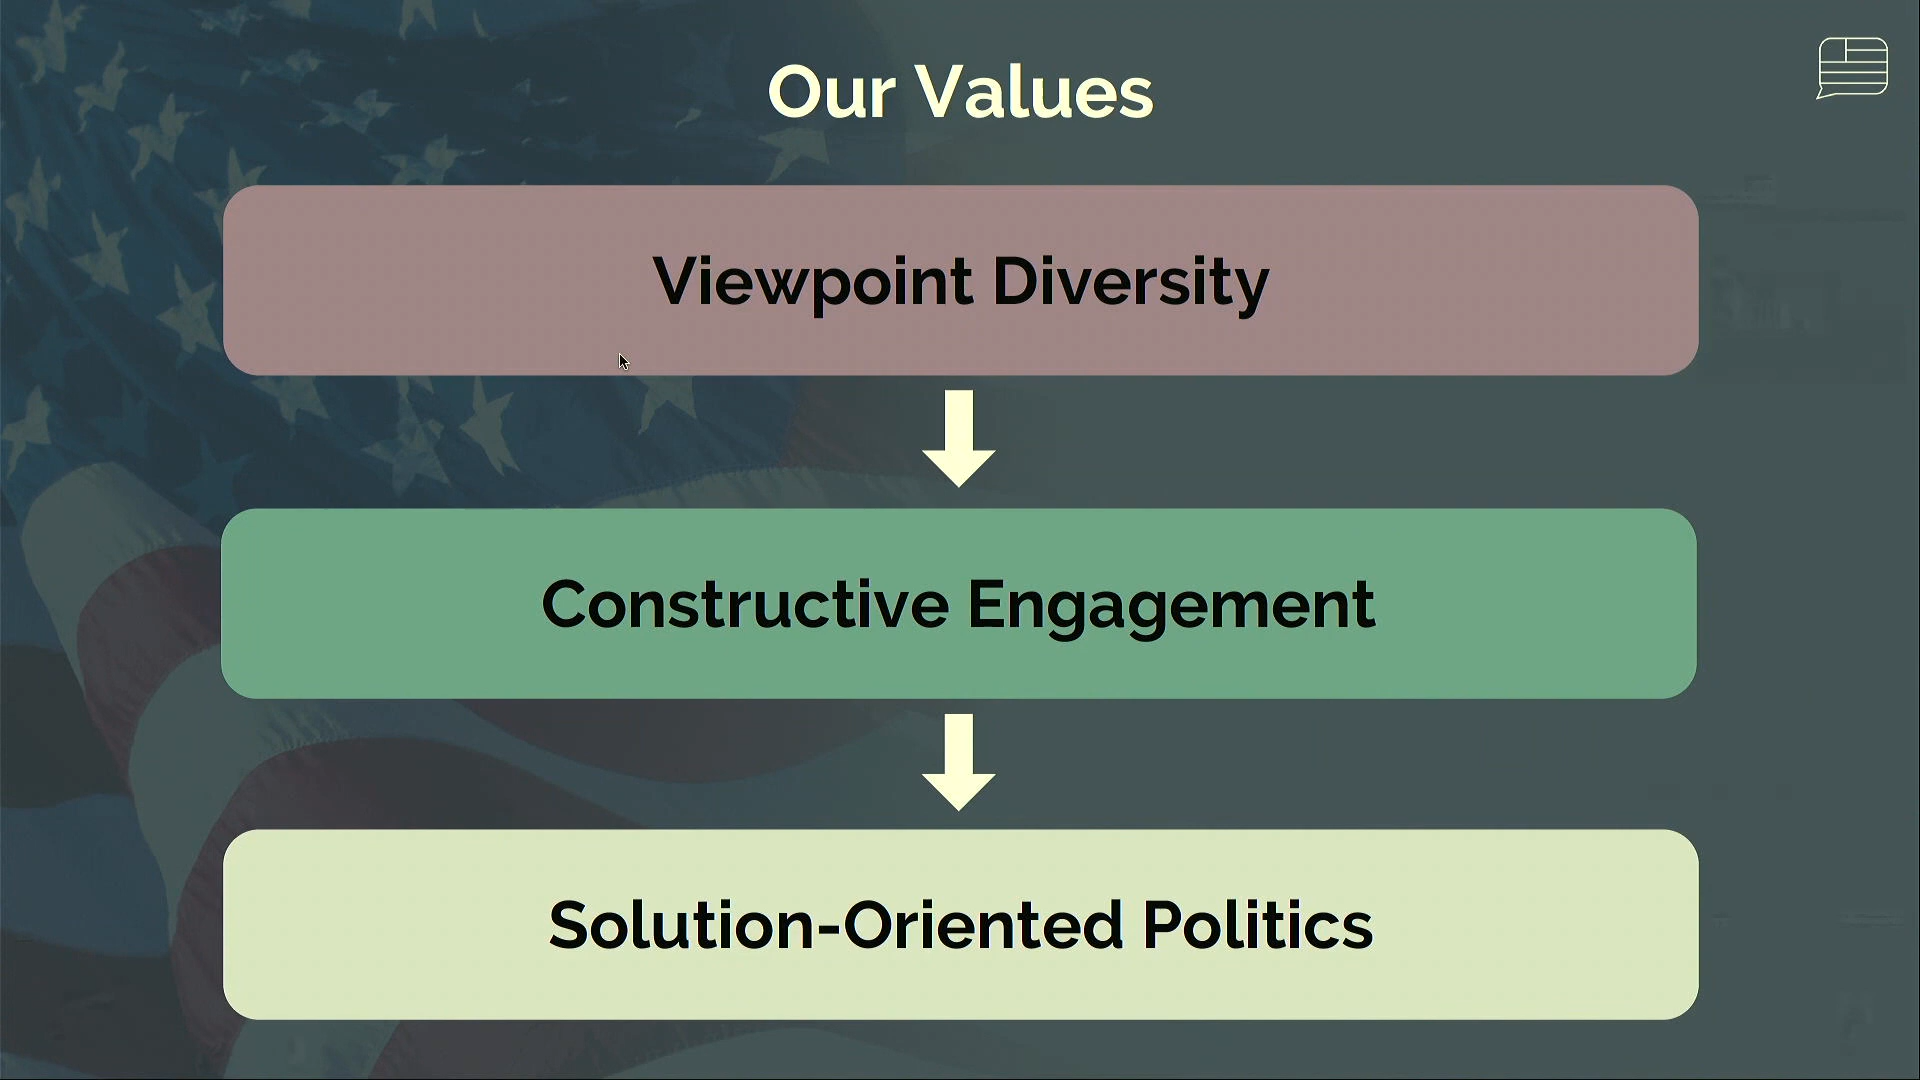 Our Values
Viewpoint Diversity
Constructive Engagement
Solution-Oriented Politics